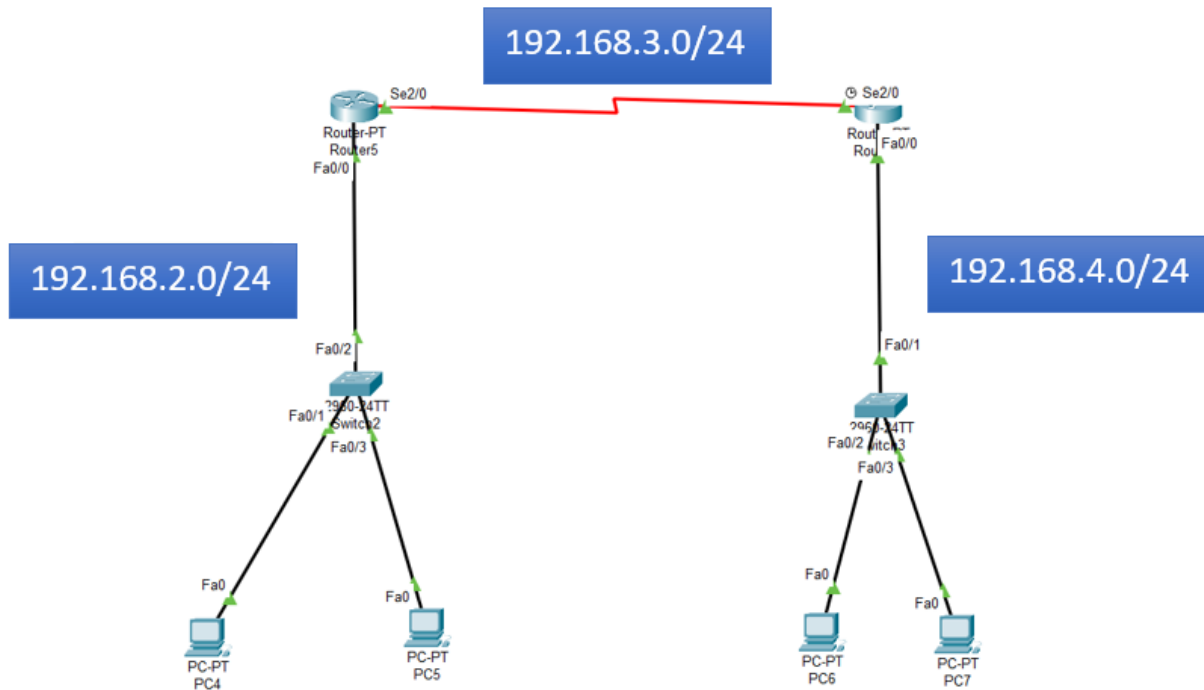 192.168.3.0/24
Se2/0
Se2/0
Router-PT
Router5
Fa0/0
Fa0/0
192.168.2.0/24
192.168.4.0/24
Fa0/2
Fa0/1
Fa0/1
Switch2
Fa0/3
Fa0/2
Fa0/3
Fa0
Fa0
Fa0
Fa0
PC-PT
PC4
PC-PT
PC5
PC-PT
PC6
PC-PT
PC7